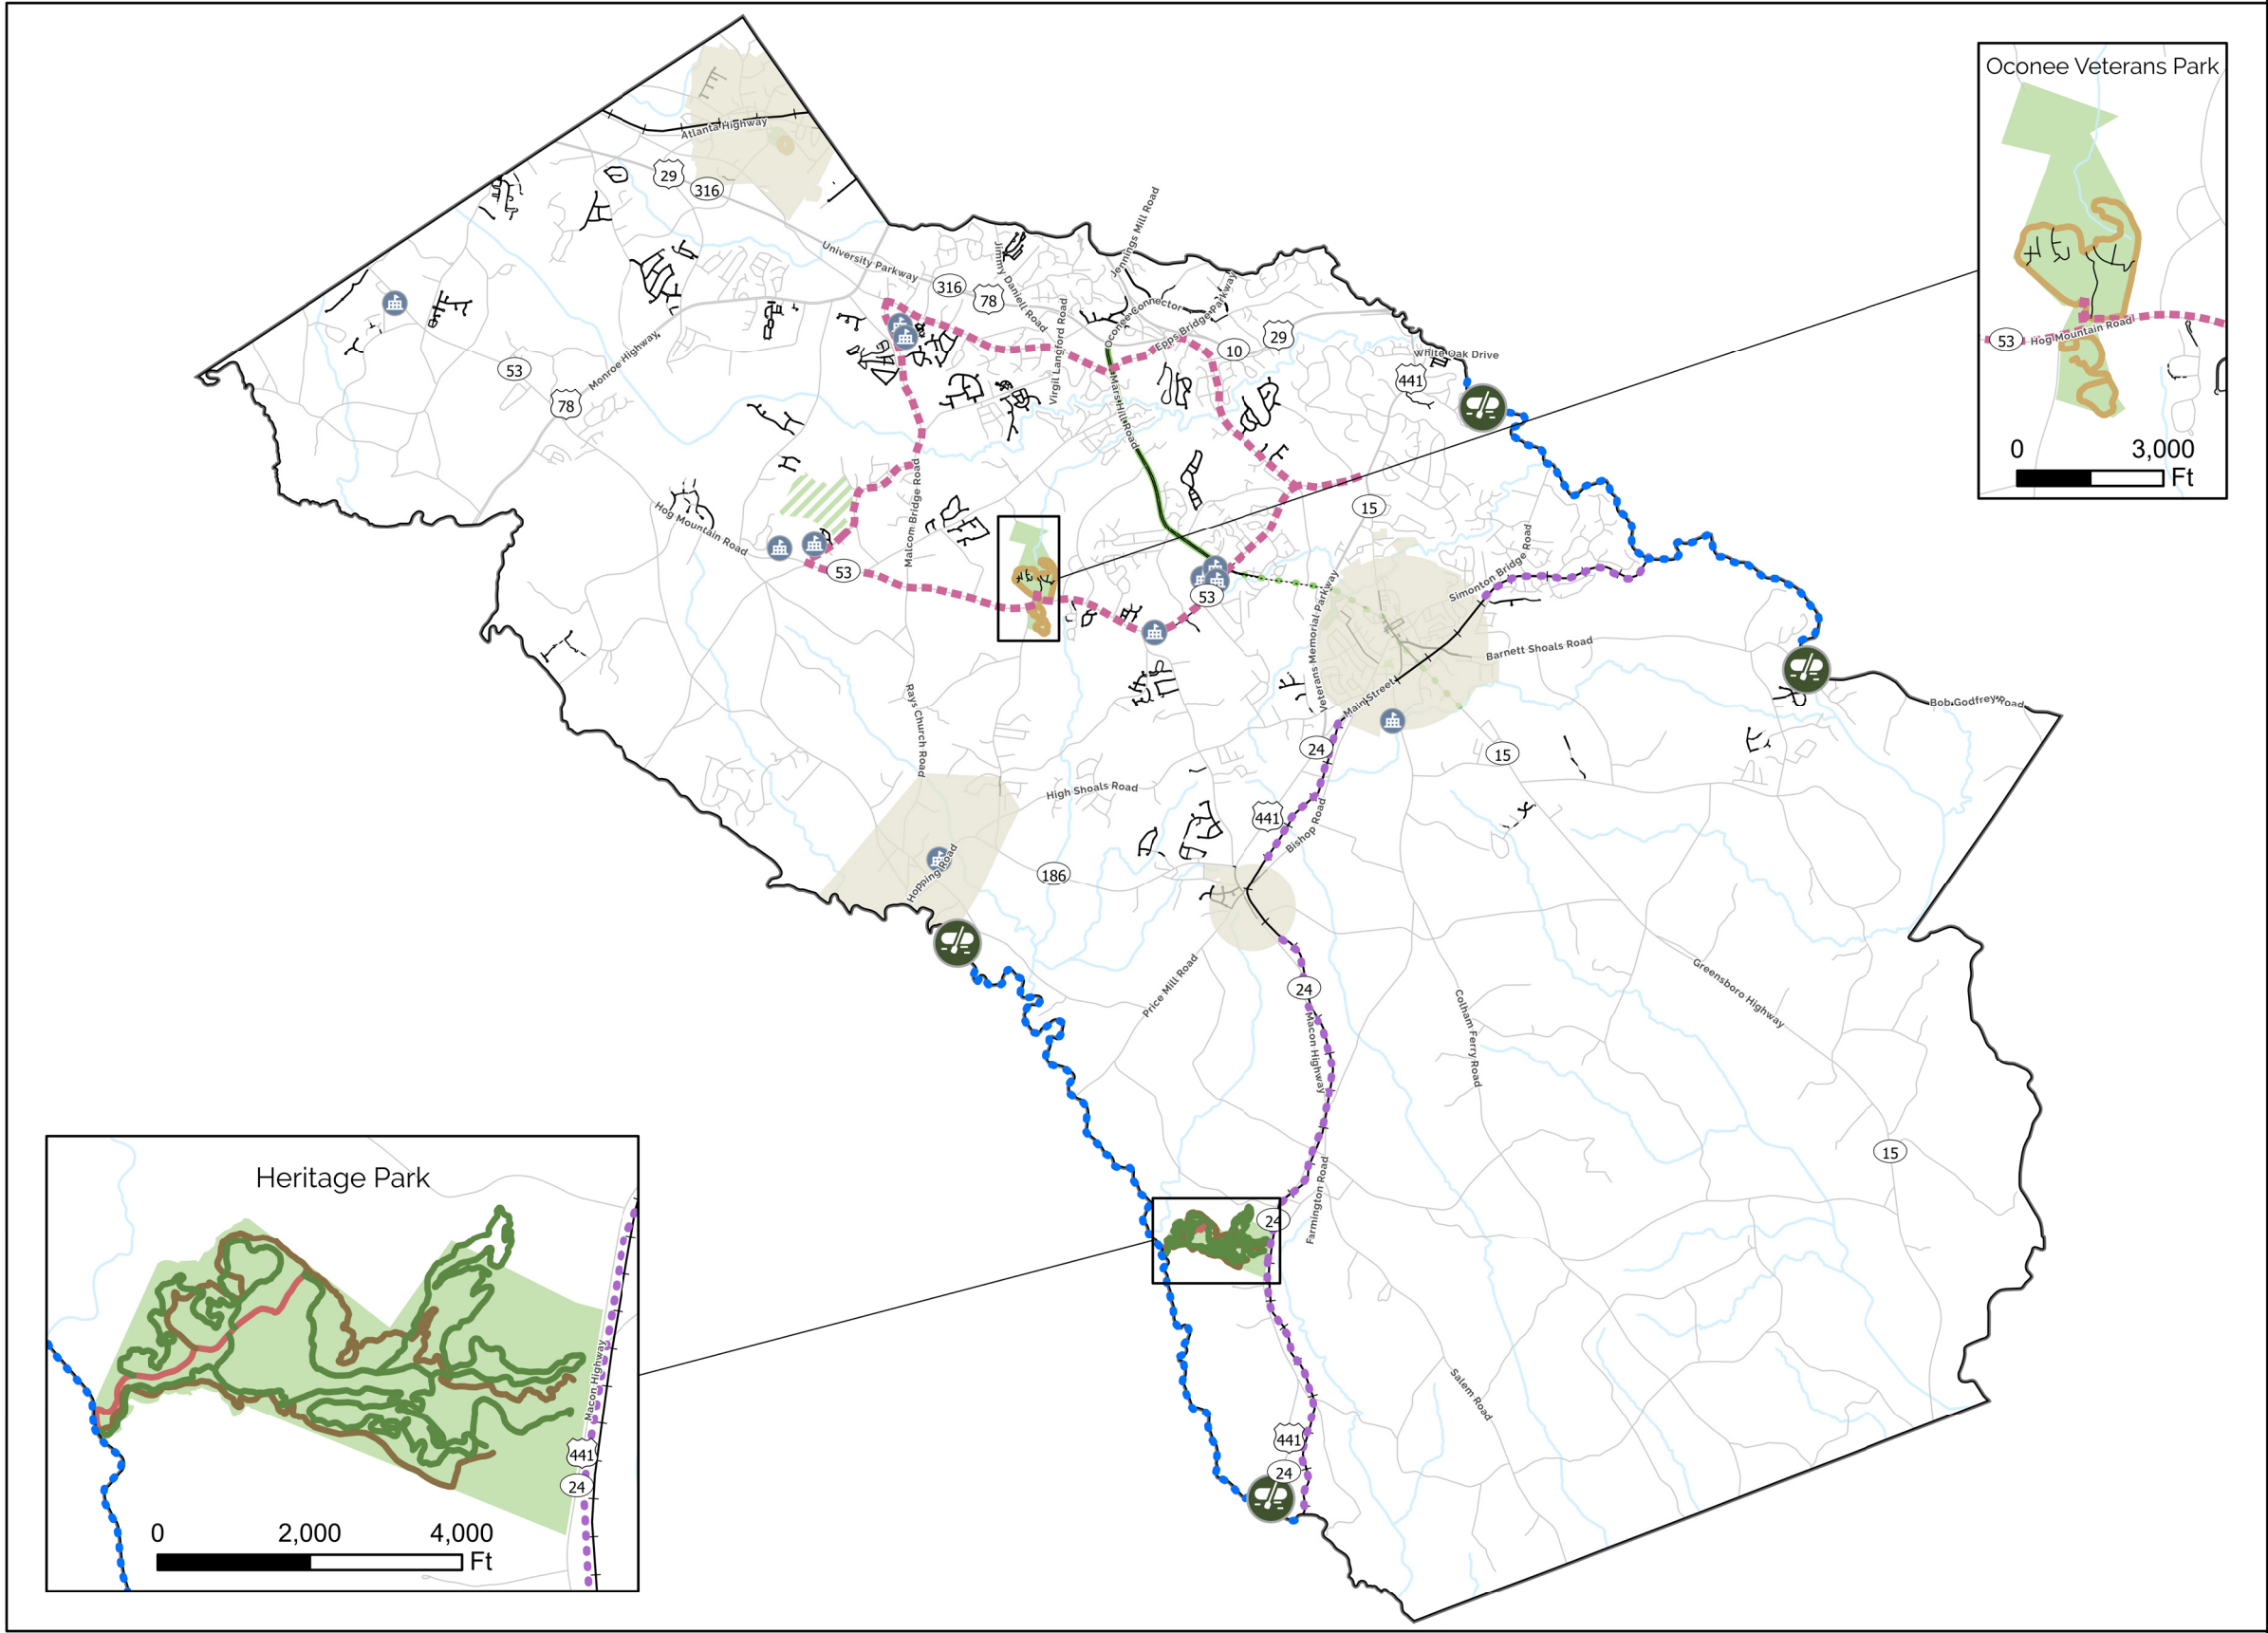 Oconee Veterans Park
Atlanta Highway
29
316
Jennings Mill Road
University Parkway
Jimmy Daniell Road
316
78
Virgil Langford Road
Oconee Connector
Epps Bridge Parkway
29
10
White Oak Drive
441
53
Hog Mountain Road
53
Monroe Highway
78
Mars Hill Road
0 3,000
Ft
Malcom Bridge Road
Hog Mountain Road
15
53
53
Simonton Bridge Road
Veterans Memorial Parkway
Barnett Shoals Road
Main Street
Bob Godfrey Road
Rays Church Road
24
15
High Shoals Road
441
Bishop Road
Hopping Road
186
Price Mill Road
24
Greensboro Highway
Colham Ferry Road
Macon Highway
15
Heritage Park
Farmington Road
24
Macon Highway
Salem Road
441
441
24
24
0 2,000 4,000
Ft